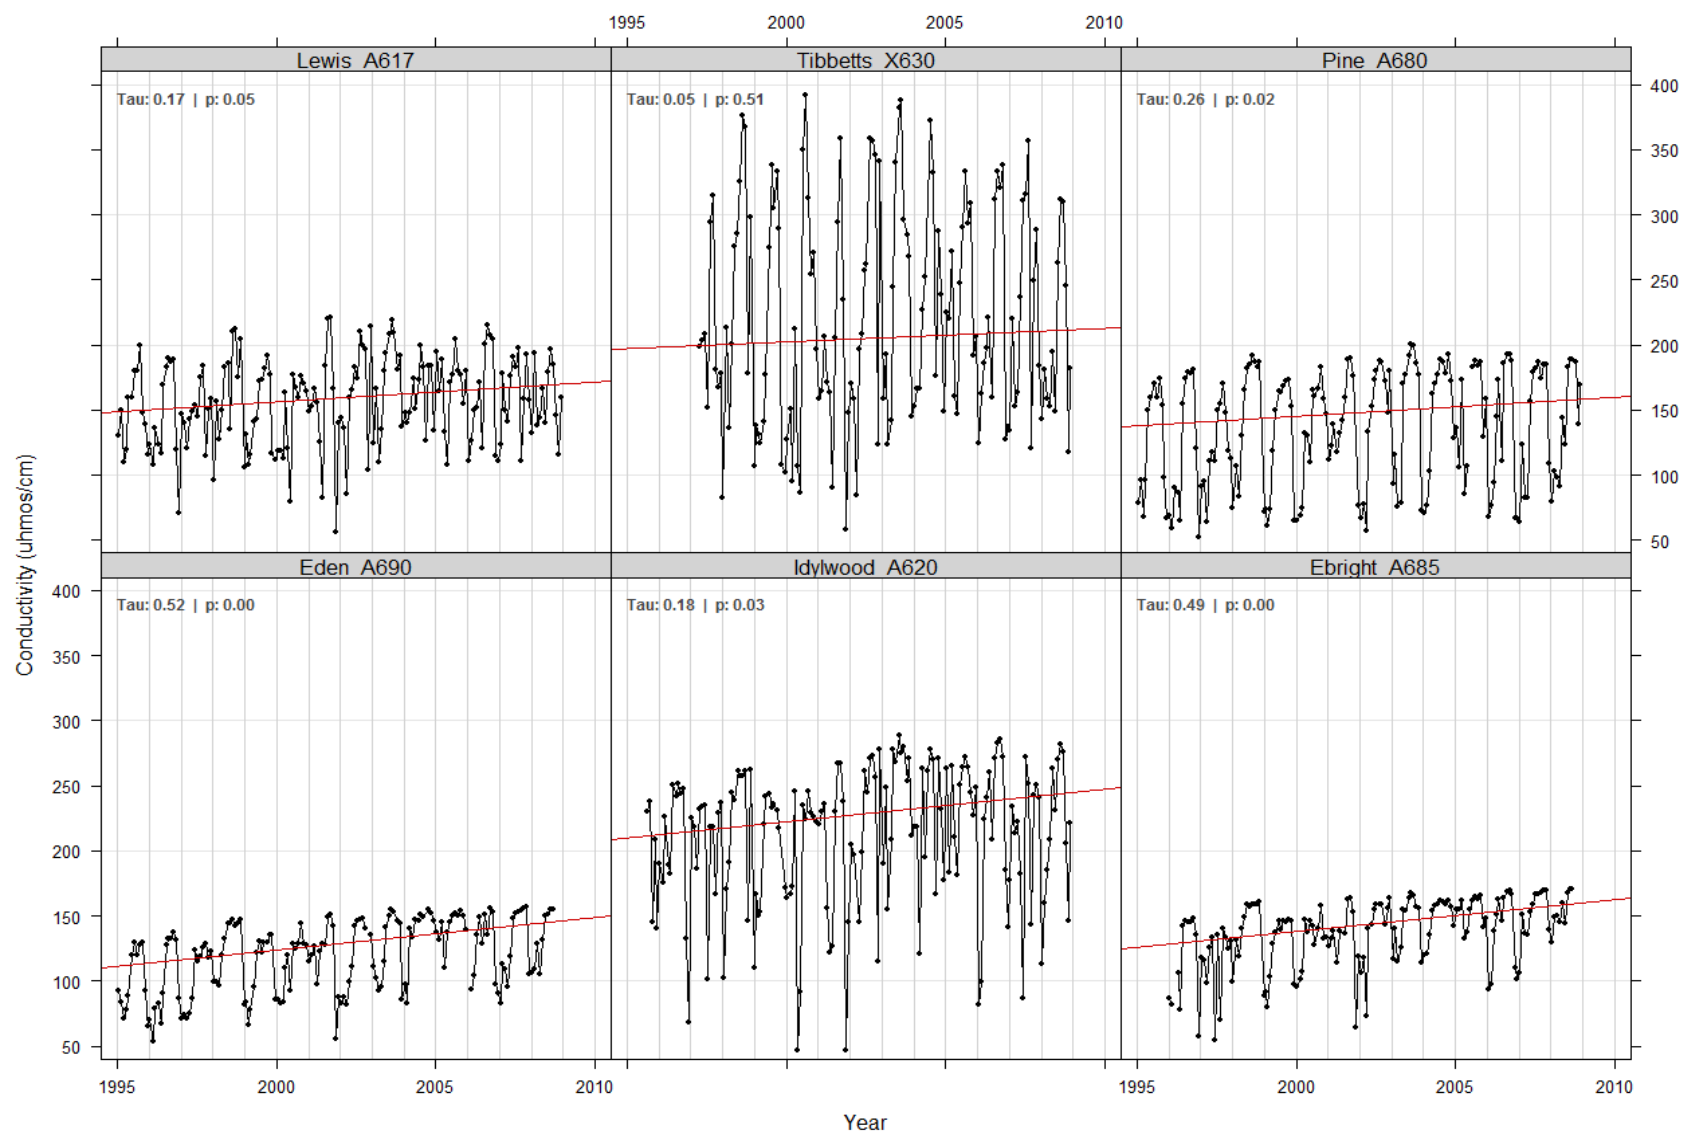 1995 2000 2005 2010
Lewis A617 Tibbetts X630 Pine A680
Tau: 0.17 | p: 0.05 Tau: 0.05 | p: 0.51 Tau: 0.26 | p: 0.02
400
350
300
250
200
150
100
50
Eden A690 Idylwood A620 Ebright A685
Tau: 0.52 | p: 0.00 Tau: 0.18 | p: 0.03 Tau: 0.49 | p: 0.00
400
350
300
250
200
150
100
50
Conductivity (uhmos/cm)
1995 2000 2005 2010 1995 2000 2005 2010
Year